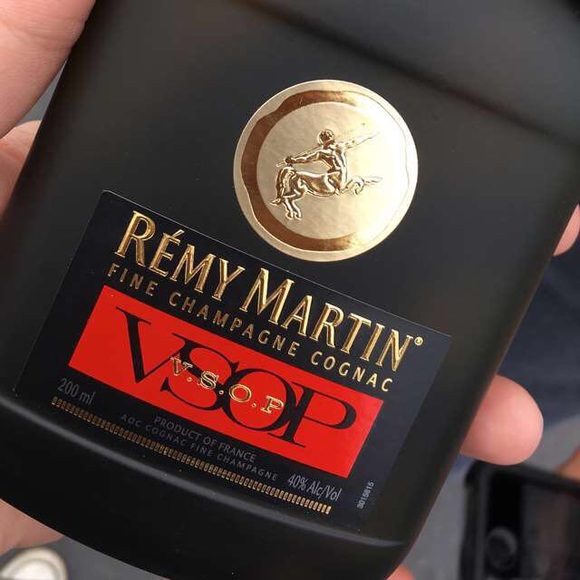 RÉMY MARTIN®
FINE CHAMPAGNE COGNAC
VSOP
V.S.O.P
200 ml
PRODUCT OF FRANCE
AOC COGNAC FINE CHAMPAGNE
40% Alc/Vol